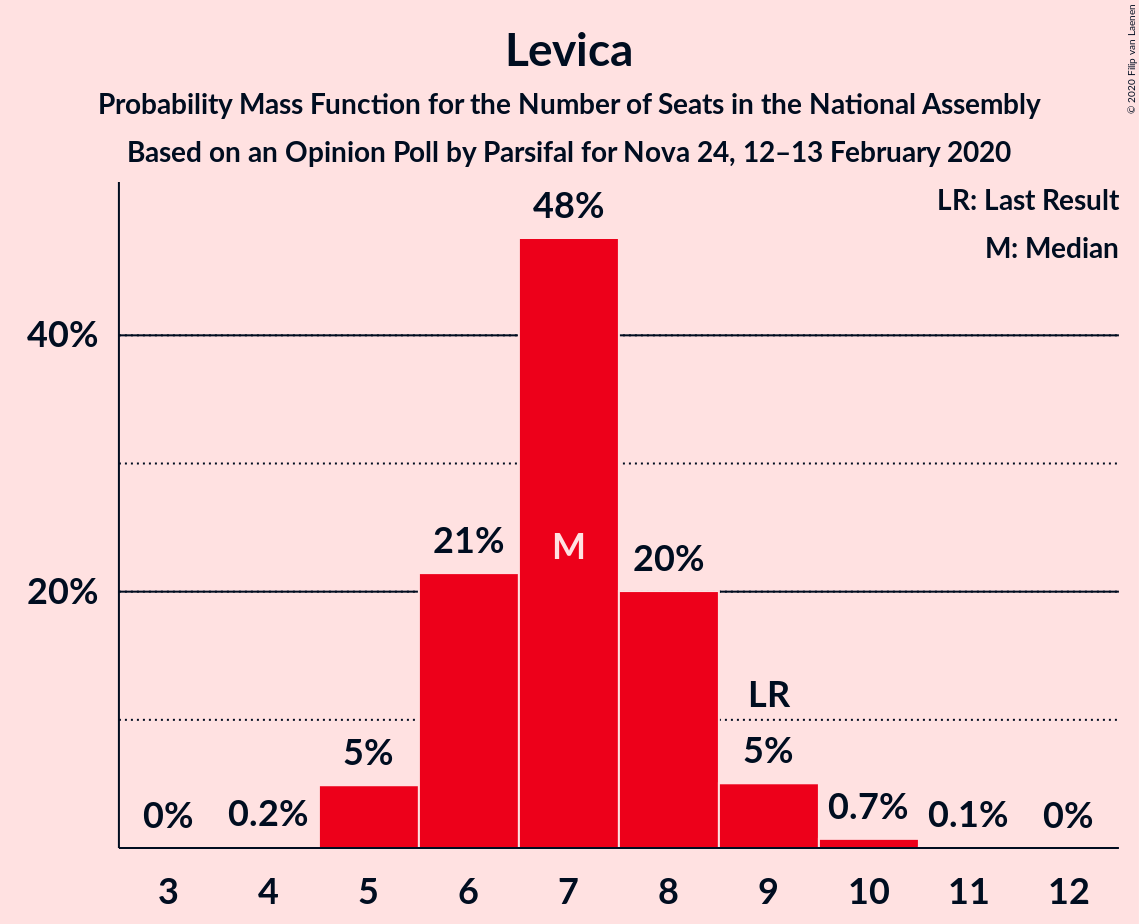 Levica
Probability Mass Function for the Number of Seats in the National Assembly
Based on an Opinion Poll by Parsifal for Nova 24, 12–13 February 2020
© 2020 Filip van Laenen
LR: Last Result
M: Median
48%
40%
21%
M
20%
20%
LR
5%
5%
0%
0.2%
0.7%
0.1%
0%
3 4 5 6 7 8 9 10 11 12